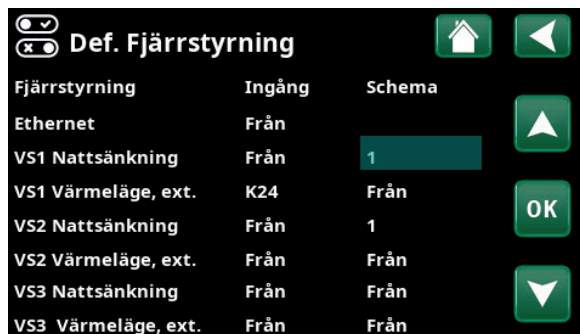 Def. Fjärrstyrning
Fjärrstyrning Ingång Schema
Ethernet Från
VS1 Nattsänkning Från 1
VS1 Värmeläge, ext. K24 Från
OK
VS2 Nattsänkning Från 1
VS2 Värmeläge, ext. Från Från
VS3 Nattsänkning Från Från
VS3 Värmeläge, ext. Från Från